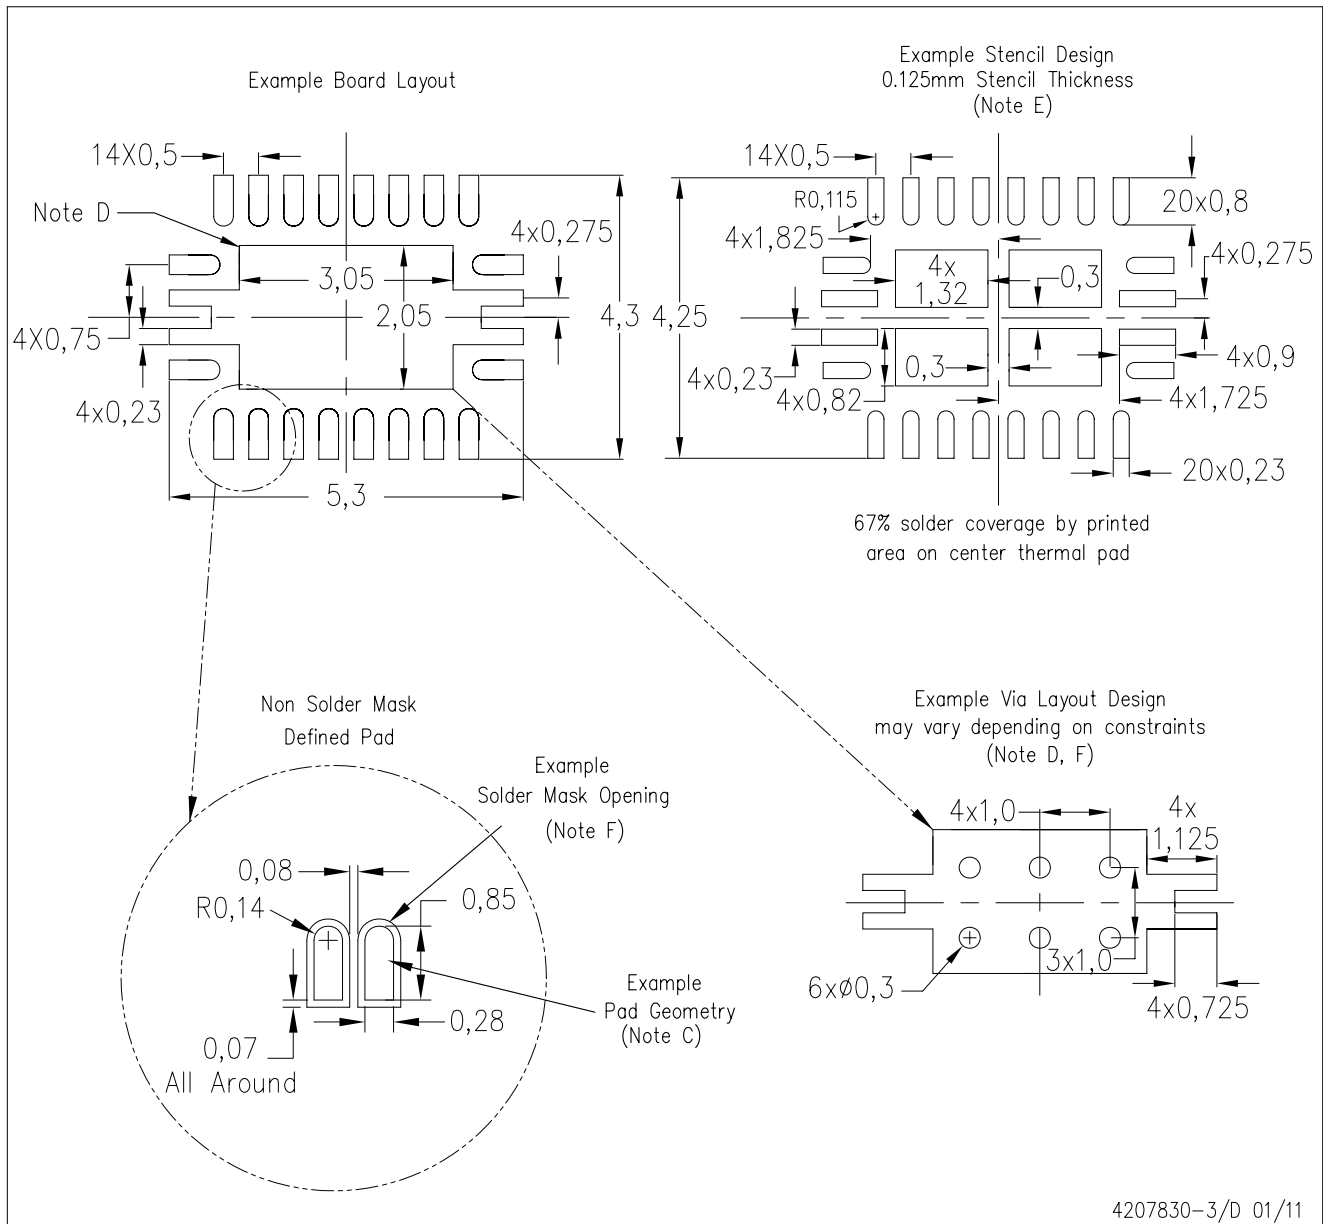 Example Board Layout
14X0,5
Note D
4x0,275
3,05
2,05
4,3
4X0,75
4x0,23
5,3
Example Stencil Design
0.125mm Stencil Thickness
(Note E)
14X0,5
R0,115
20x0,8
4x1,825
4x0,275
4x
1,32
0,3
4,25
0,3
4x0,9
4x0,23
4x0,82
4x1,725
20x0,23
67% solder coverage by printed
area on center thermal pad
Non Solder Mask
Defined Pad
Example
Solder Mask Opening
(Note F)
0,08
R0,14
0,85
Example
Pad Geometry
(Note C)
0,28
0,07
All Around
Example Via Layout Design
may vary depending on constraints
(Note D, F)
4x1,0
4x
1,125
3x1,0
6xø0,3
4x0,725
4207830-3/D 01/11